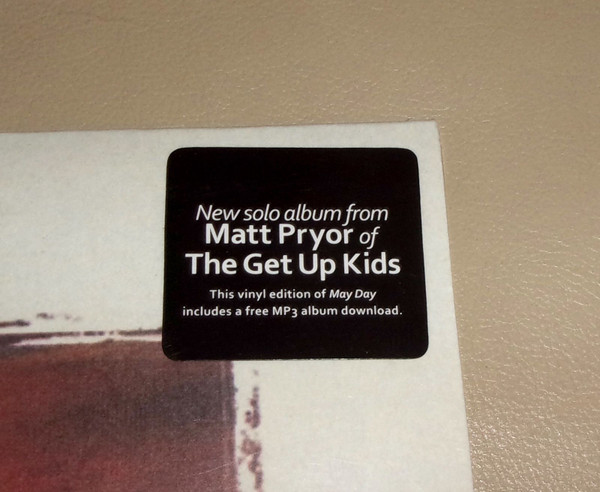 New solo album from
Matt Pryor of
The Get Up Kids
This vinyl edition of May Day
includes a free MP3 album download.